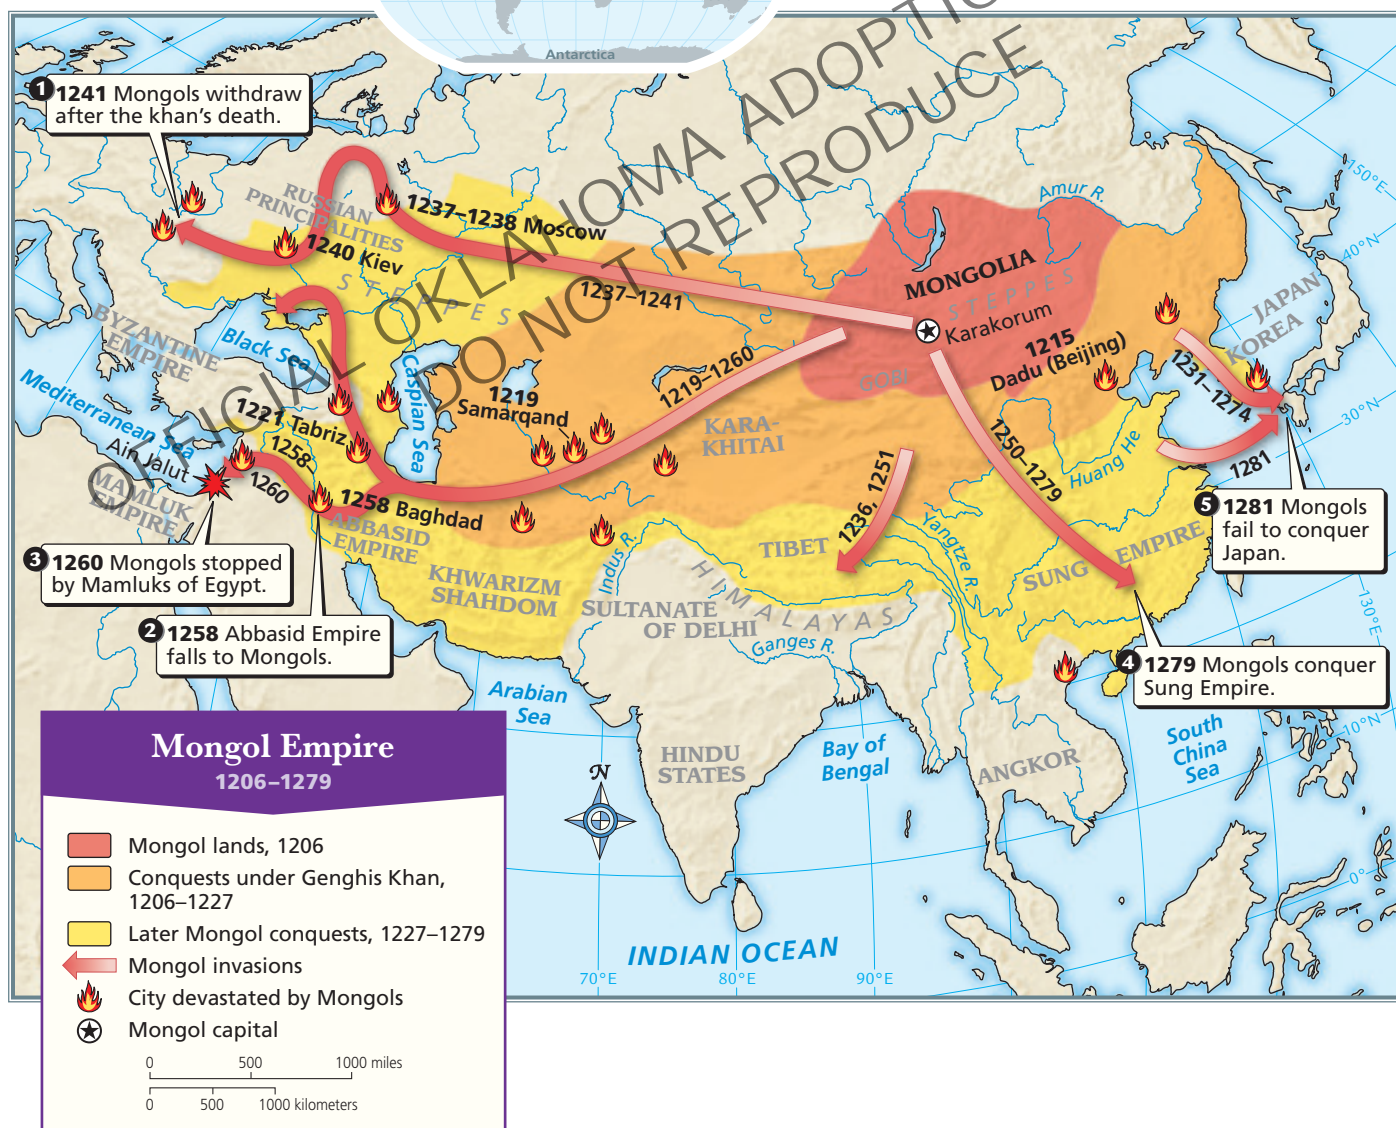 Antarctica
OFFICIAL OKLAHOMA ADOPTIO
DO NOT REPRODUCE
1 1241 Mongols withdraw
after the khan's death.
RUSSIAN
PRINCIPALITIES
1237–1238 Moscow
1240 Kiev
STEPPES
1237–1241
MONGOLIA
STEPPES
Karakorum
Amur R.
150°E
40°N
JAPAN
KOREA
30°N
BYZANTINE
EMPIRE
Black Sea
Caspian Sea
Mediterranean Sea
Ain Jalut
MAMLUK
EMPIRE
1221 Tabriz
1258
1260
1258 Baghdad
ABBASID
EMPIRE
1219
Samarqand
1219–1260
KARA-
KHITAI
GOBI
1215
Dadu (Beijing)
1231–1274
1281
1250–1279
Huang He
1236, 1251
Yangtze R.
TIBET
SUNG EMPIRE
5 1281 Mongols
fail to conquer
Japan.
3 1260 Mongols stopped
by Mamluks of Egypt.
2 1258 Abbasid Empire
falls to Mongols.
KHWARIZM
SHAHDOM
Indus R.
SULTANATE
OF DELHI
HIMALAYAS
Ganges R.
130°E
4 1279 Mongols conquer
Sung Empire.
Arabian
Sea
HINDU
STATES
Bay of
Bengal
ANGKOR
South
China
Sea
10°N
0°
N
INDIAN OCEAN
70°E
80°E
90°E
Mongol Empire
1206–1279
Mongol lands, 1206
Conquests under Genghis Khan,
1206–1227
Later Mongol conquests, 1227–1279
Mongol invasions
City devastated by Mongols
Mongol capital
0 500 1000 miles
0 500 1000 kilometers